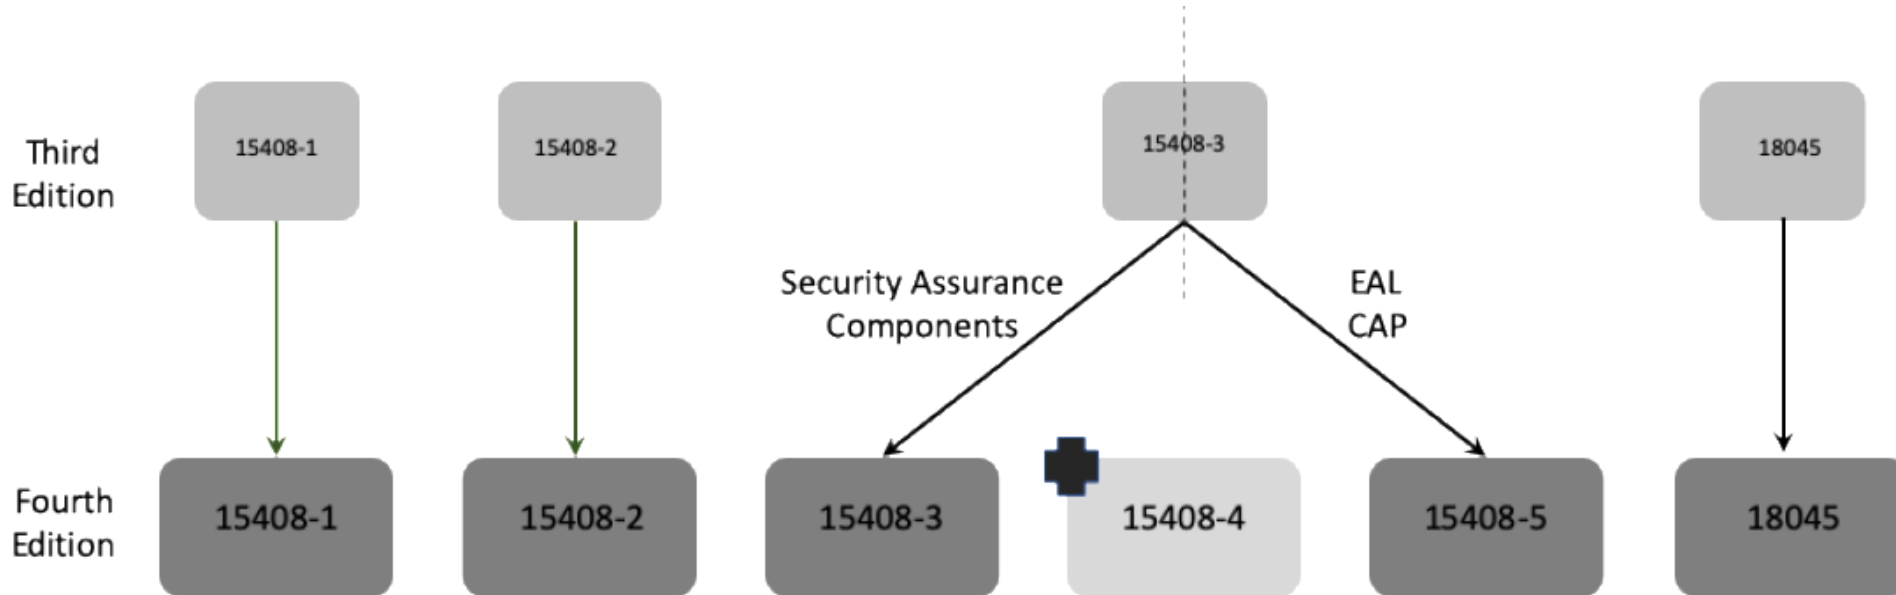 Third
Edition
15408-1
15408-2
15408-3
18045
Security Assurance
Components
EAL
CAP
Fourth
Edition
15408-1
15408-2
15408-3
15408-4
15408-5
18045